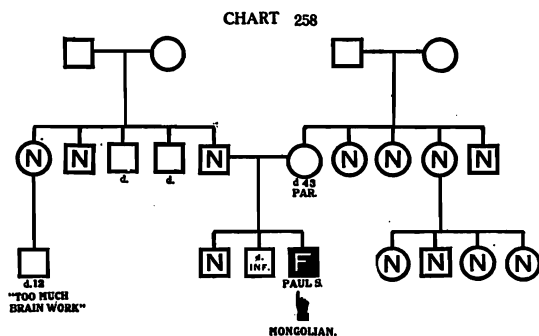 CHART 258
N N N N N N N N
d. d. d 43
PAR.
N d. INF. F N N N N
d.12 PAUL S.
"TOO MUCH
BRAIN WORK"
MONGOLIAN.